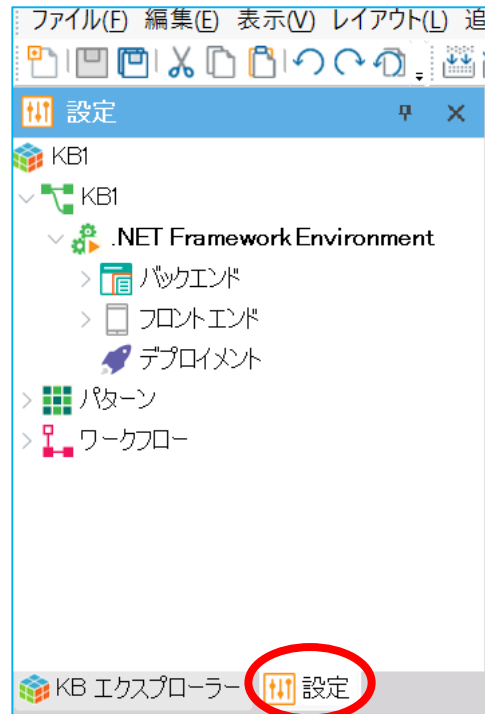 ファイル(F) 編集(E) 表示(V) レイアウト(L) 追
設定
KB1
KB1
.NET Framework Environment
バックエンド
フロントエンド
デプロイメント
パターン
ワークフロー
KB エクスプローラー 設定